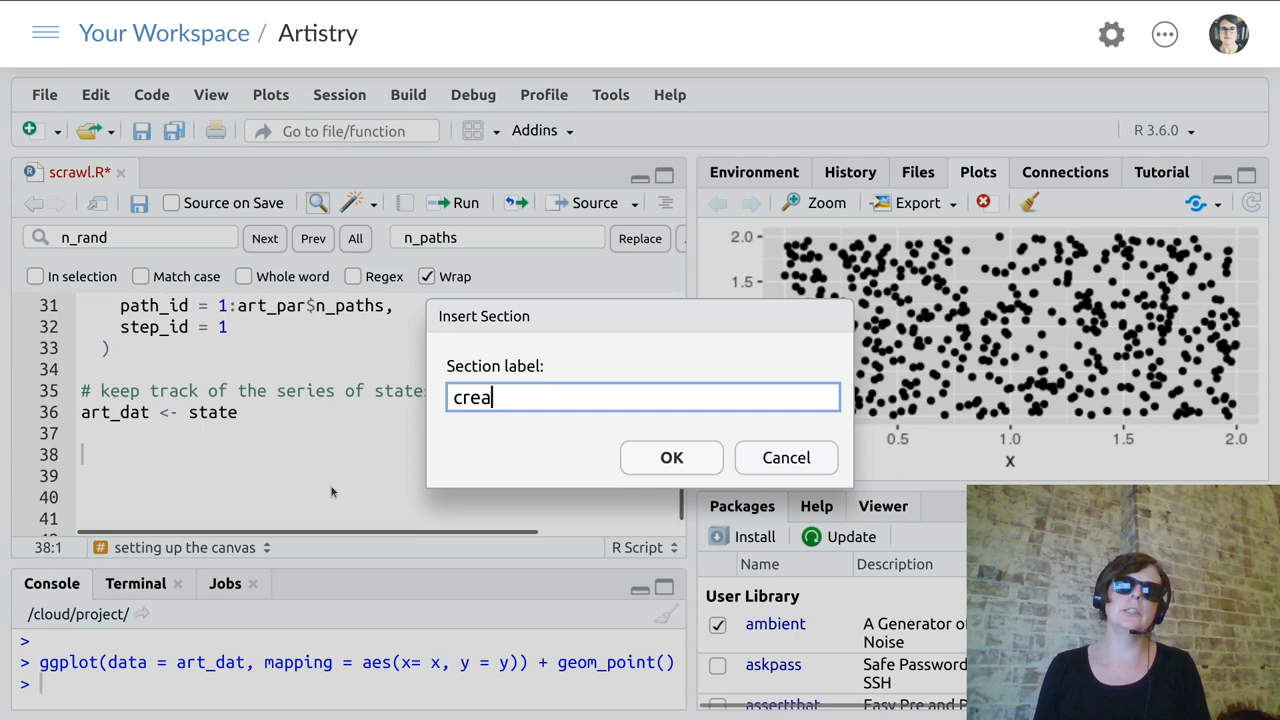 Your Workspace / Artistry
File Edit Code View Plots Session Build Debug Profile Tools Help
Go to file/function Addins R 3.6.0
scrawl.R*
Source on Save Run Source
n_rand Next Prev All n_paths Replace
In selection Match case Whole word Regex Wrap
31 path_id = 1:art_par$n_paths,
32 step_id = 1
33 )
34
35 # keep track of the series of state
36 art_dat <- state
37
38
39
40
41
38:1 # setting up the canvas R Script
Insert Section
Section label:
crea
OK Cancel
Environment History Files Plots Connections Tutorial
Zoom Export
2.0
1.5
0.5 1.0 1.5 2.0
X
Console Terminal Jobs
/cloud/project/
>
> ggplot(data = art_dat, mapping = aes(x= x, y = y)) + geom_point()
>
Packages Help Viewer
Install Update
Name Description
User Library
ambient A Generator o
Noise
askpass Safe Password
SSH
assertthat Easy Pre and P